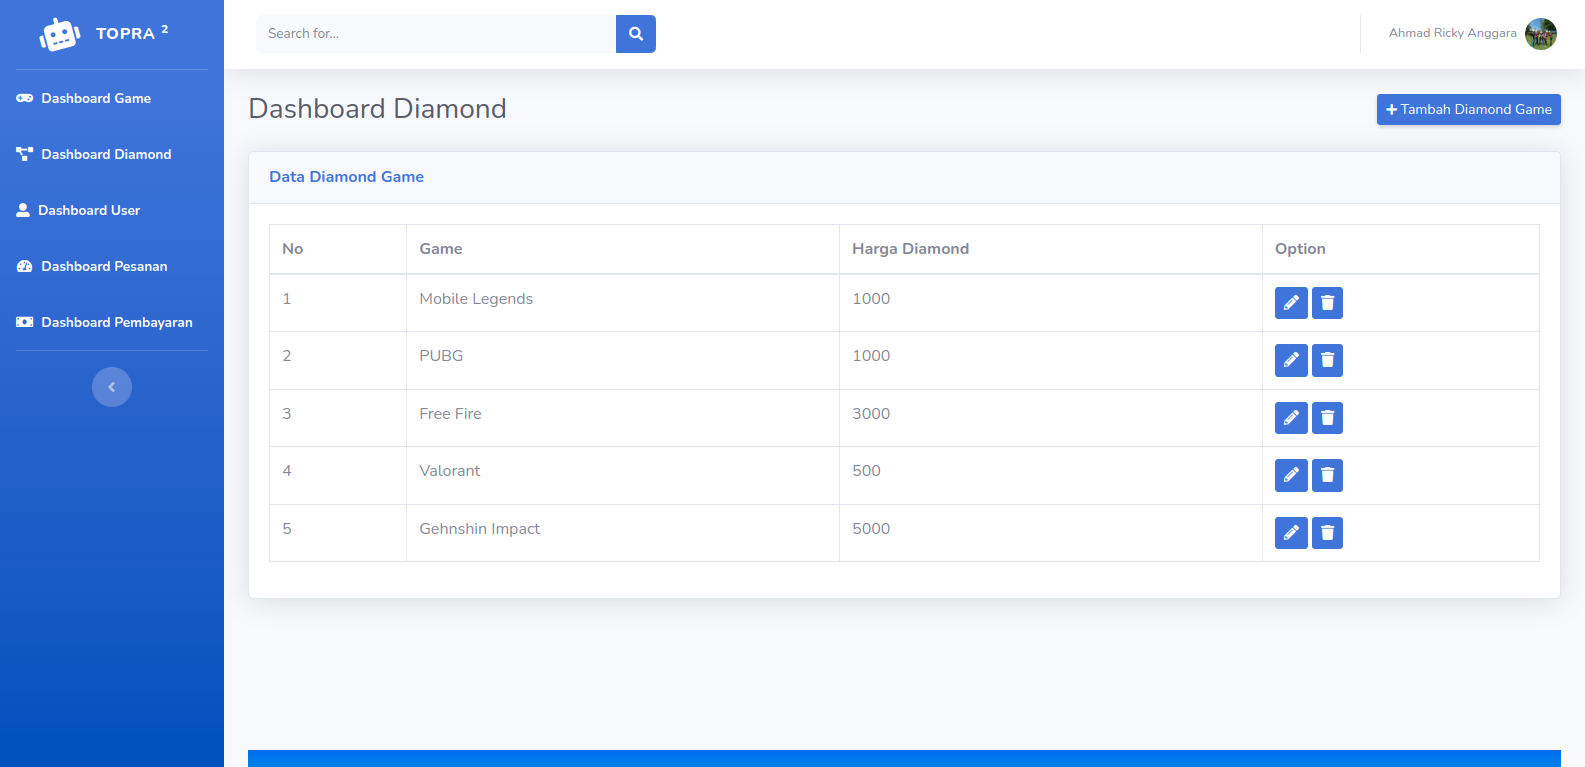 TOPRA 2
Dashboard Game
Dashboard Diamond
Dashboard User
Dashboard Pesanan
Dashboard Pembayaran
Search for...
Ahmad Ricky Anggara
Dashboard Diamond
Tambah Diamond Game
Data Diamond Game
No Game Harga Diamond Option
1 Mobile Legends 1000
2 PUBG 1000
3 Free Fire 3000
4 Valorant 500
5 Gehnshin Impact 5000